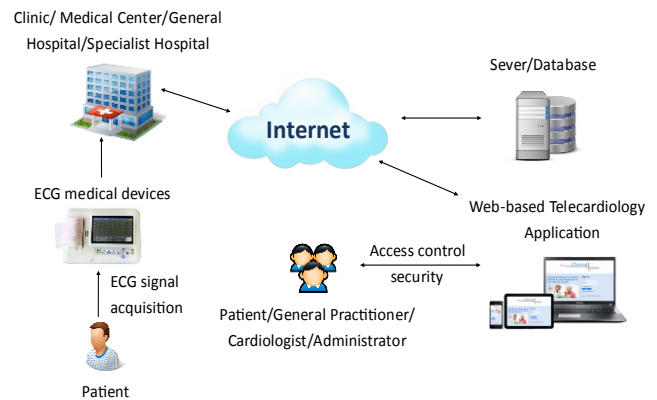 Clinic/ Medical Center/General
Hospital/Specialist Hospital
Internet
Sever/Database
ECG medical devices
Web-based Telecardiology
Application
ECG signal
acquisition
Access control
security
Patient/General Practitioner/
Cardiologist/Administrator
Patient